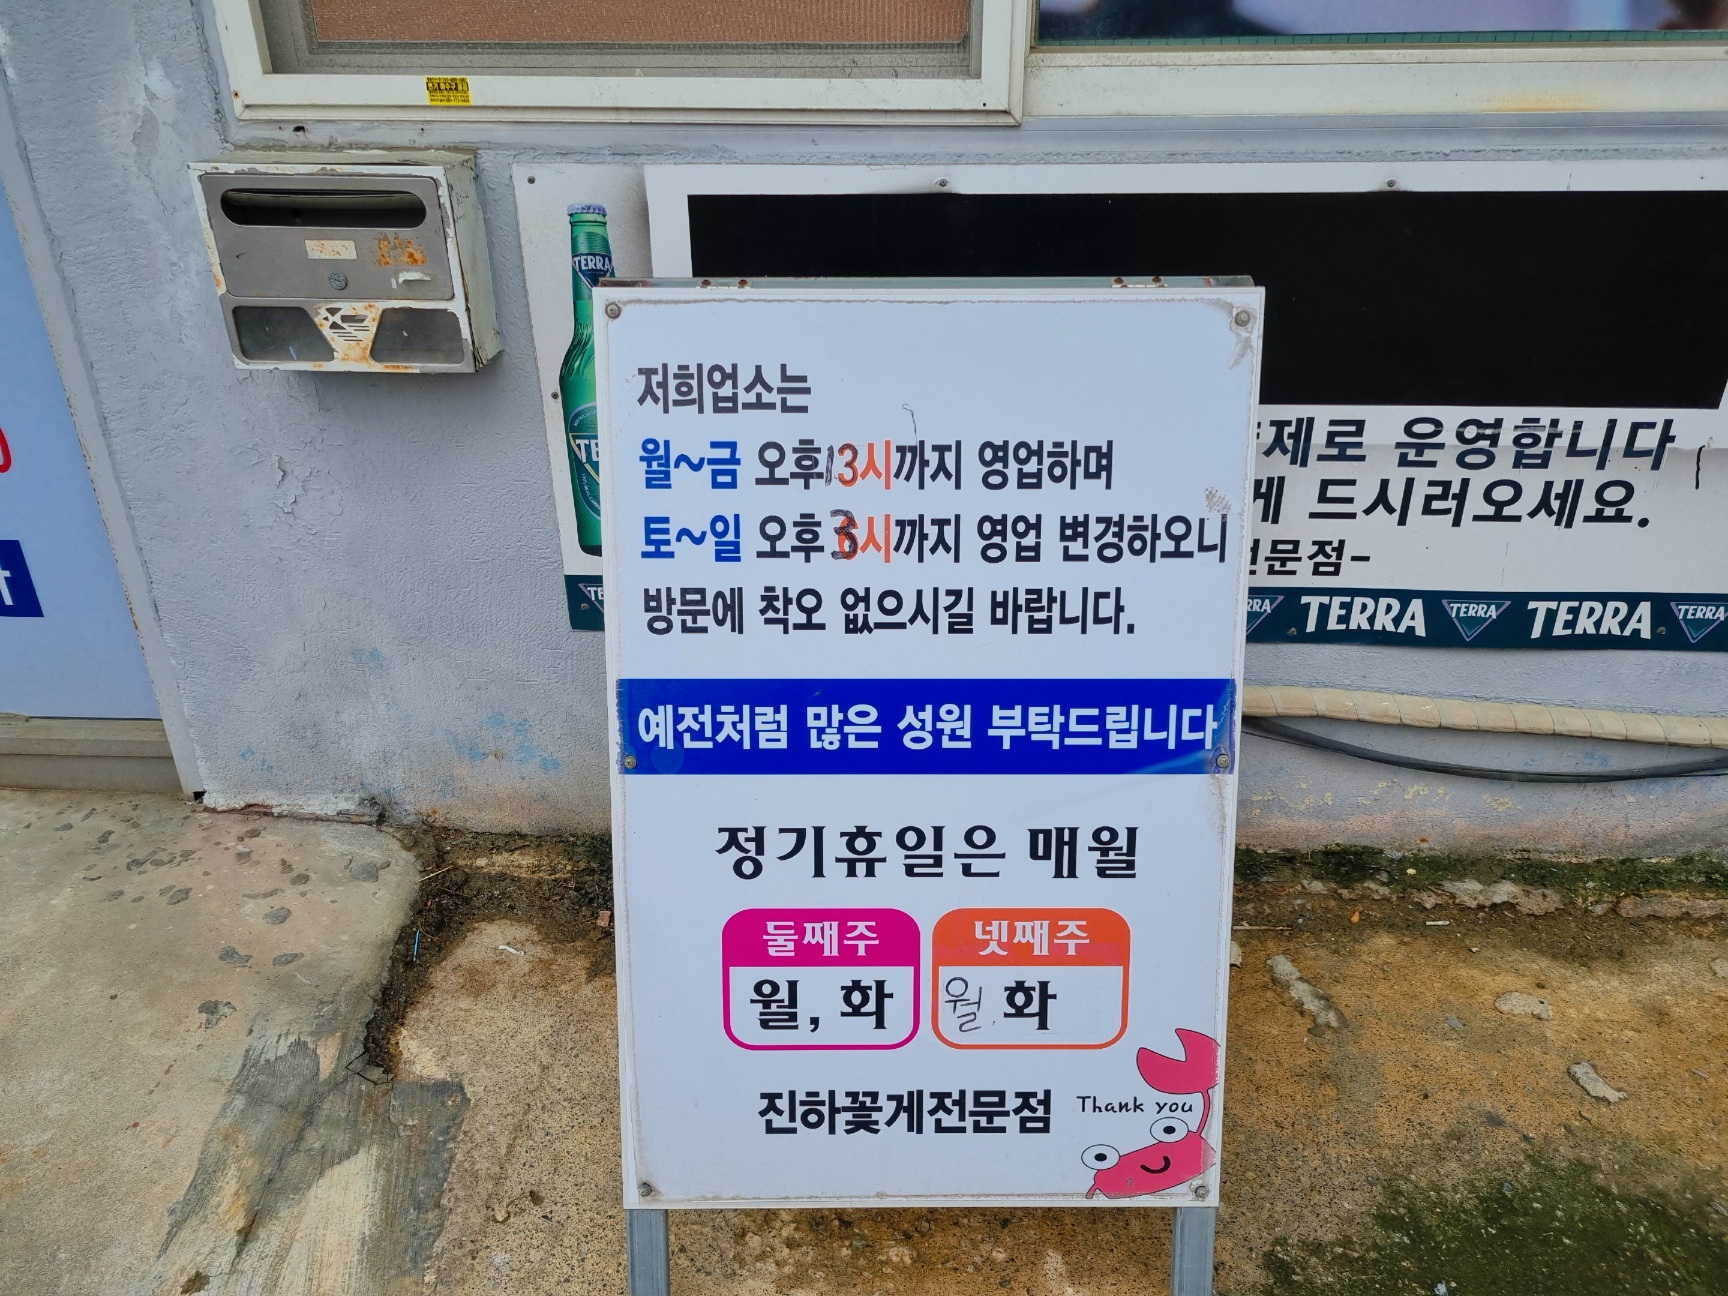 저희업소는
월~금 오후 3시까지 영업하며
토~일 오후 3시까지 영업 변경하오니
방문에 착오 없으시길 바랍니다.
예전처럼 많은 성원 부탁드립니다
정기휴일은 매월
둘째주
월, 화
넷째주
월. 화
진하꽃게전문점
Thank you
TERRA
제로 운영합니다
게 드시러오세요.
전문점-
TERRA TERRA TERRA TERRA